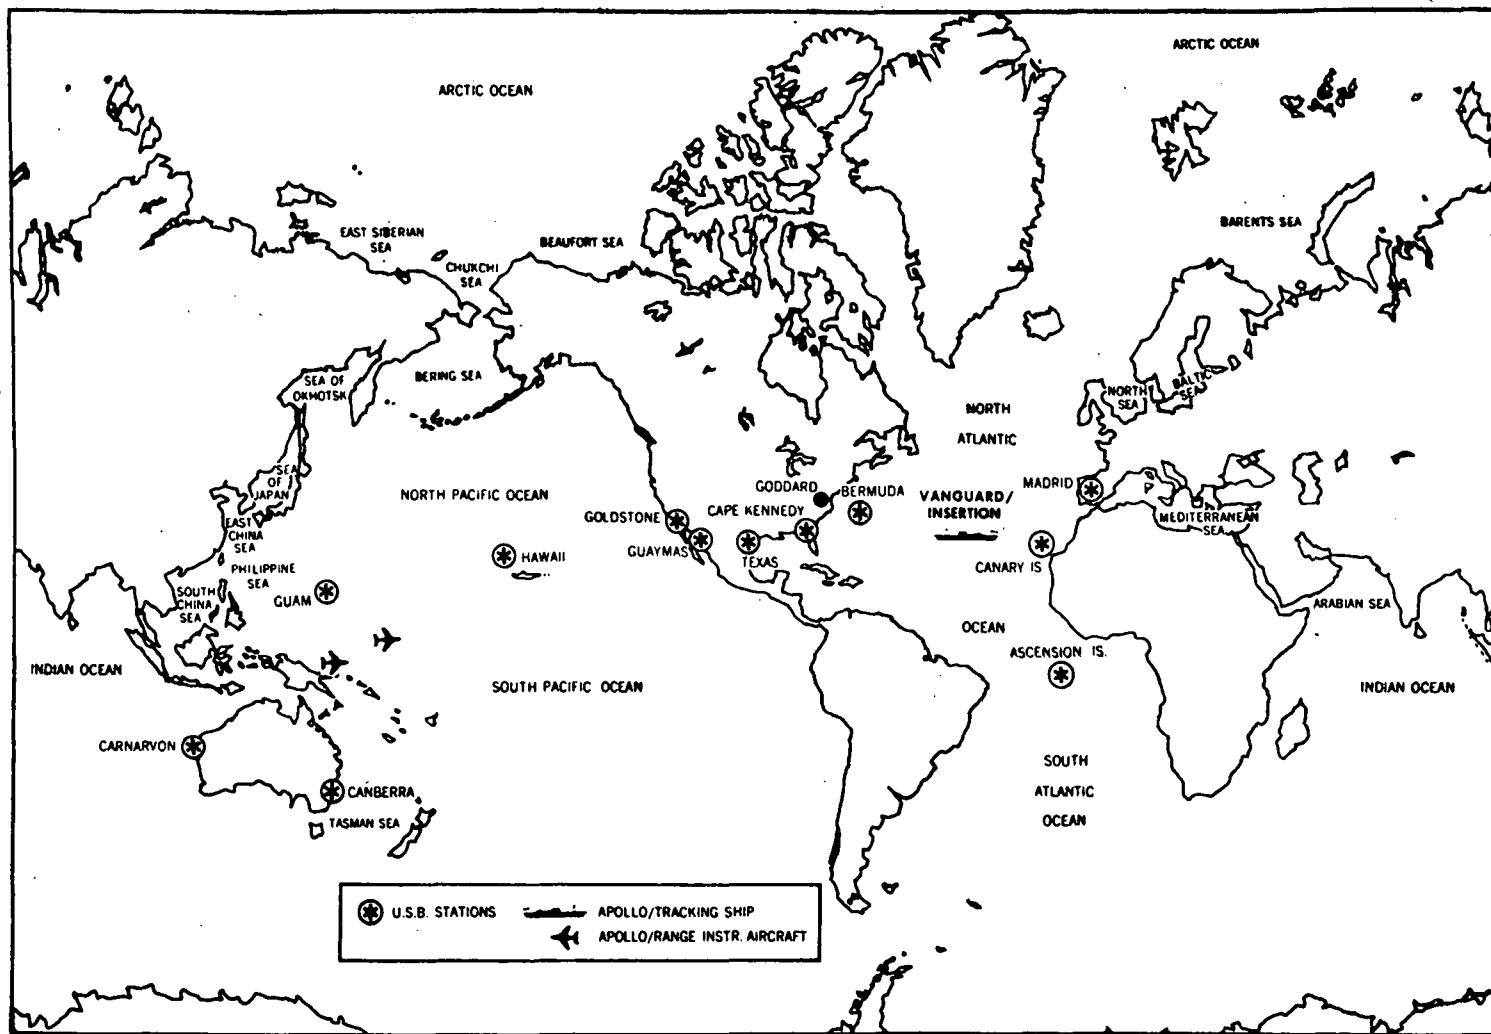 ARCTIC OCEAN
ARCTIC OCEAN
EAST SIBERIAN
SEA
BEAUFORT SEA
BARENTS SEA
CHUKCHI
SEA
SEA OF
OKHOTSK
BERING SEA
NORTH
SEA
BALTIC
SEA
NORTH
ATLANTIC
SEA
OF
JAPAN
NORTH PACIFIC OCEAN
GODDARD
BERMUDA
VANGUARD/
INSERTION
MADRID
CAPE KENNEDY
GOLDSTONE
MEDITERRANEAN
SEA
EAST
CHINA
SEA
GUAYMAS
TEXAS
HAWAII
CANARY IS
PHILIPPINE
SEA
SOUTH
CHINA
SEA
GUAM
ARABIAN SEA
OCEAN
ASCENSION IS.
INDIAN OCEAN
SOUTH PACIFIC OCEAN
INDIAN OCEAN
CARNARVON
CANBERRA
TASMAN SEA
SOUTH
ATLANTIC
OCEAN
U.S.B. STATIONS
APOLLO/TRACKING SHIP
APOLLO/RANGE INSTR. AIRCRAFT